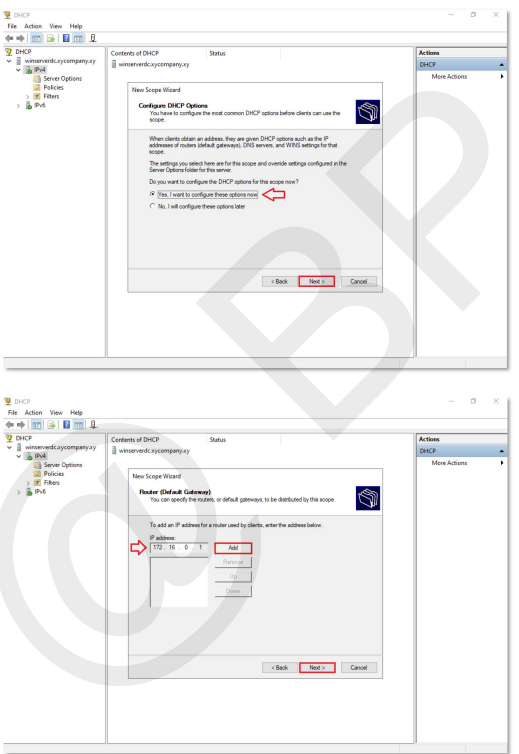 DHCP
File Action View Help
DHCP
winserverdc.xycompany.xy
IPv4
Server Options
Policies
Filters
IPv6
Contents of DHCP Status
winserverdc.xycompany.xy
Actions
DHCP
More Actions
New Scope Wizard
Configure DHCP Options
You have to configure the most common DHCP options before clients can use the
scope.
When clients obtain an address, they are given DHCP options such as the IP
addresses of routers (default gateways), DNS servers, and WINS settings for that
scope.
The settings you select here are for this scope and override settings configured in the
Server Options folder for this server.
Do you want to configure the DHCP options for this scope now?
Yes, I want to configure these options now
No, I will configure these options later
< Back Next > Cancel
DHCP
File Action View Help
DHCP
winserverdc.xycompany.xy
IPv4
Server Options
Policies
Filters
IPv6
Contents of DHCP Status
winserverdc.xycompany.xy
Actions
DHCP
More Actions
New Scope Wizard
Router (Default Gateway)
You can specify the routers, or default gateways, to be distributed by this scope.
To add an IP address for a router used by clients, enter the address below.
IP address:
172 . 16 . 0 . 1 Add
Remove
Up
Down
< Back Next > Cancel
@ BP